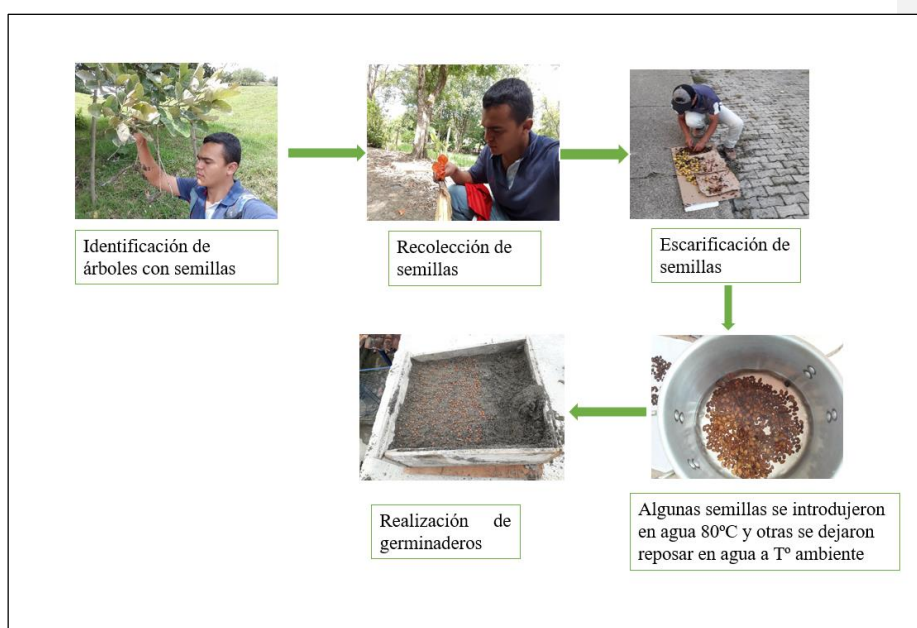 Identificación de
árboles con semillas
Recolección de
semillas
Escarificación de
semillas
Algunas semillas se introdujeron
en agua 80ºC y otras se dejaron
reposar en agua a Tº ambiente
Realización de
germinaderos